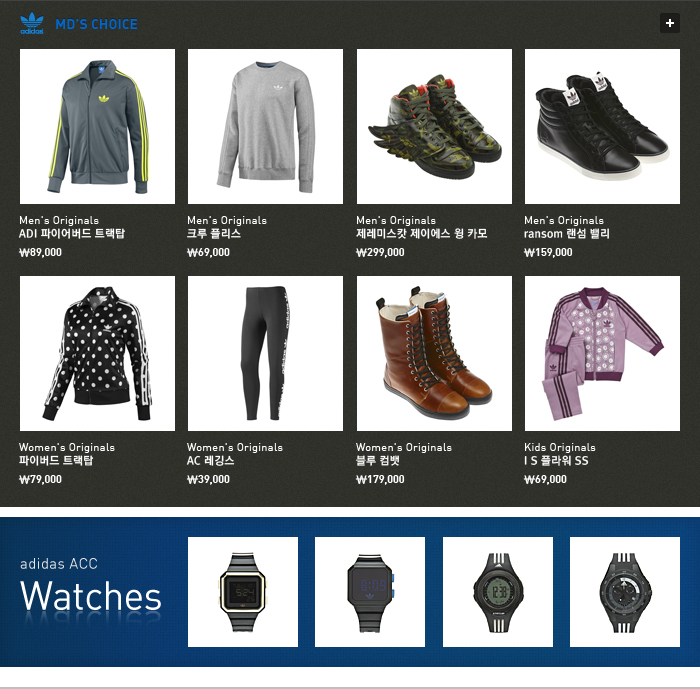 adidas MD'S CHOICE
Men's Originals
ADI 파이어버드 트랙탑
₩89,000
Men's Originals
크루 플리스
₩69,000
Men's Originals
제레미스캇 제이에스 윙 카모
₩299,000
Men's Originals
ransom 랜섬 밸리
₩159,000
Women's Originals
파이버드 트랙탑
₩79,000
Women's Originals
AC 레깅스
₩39,000
Women's Originals
블루 컴뱃
₩179,000
Kids Originals
I S 플라워 SS
₩69,000
adidas ACC
Watches